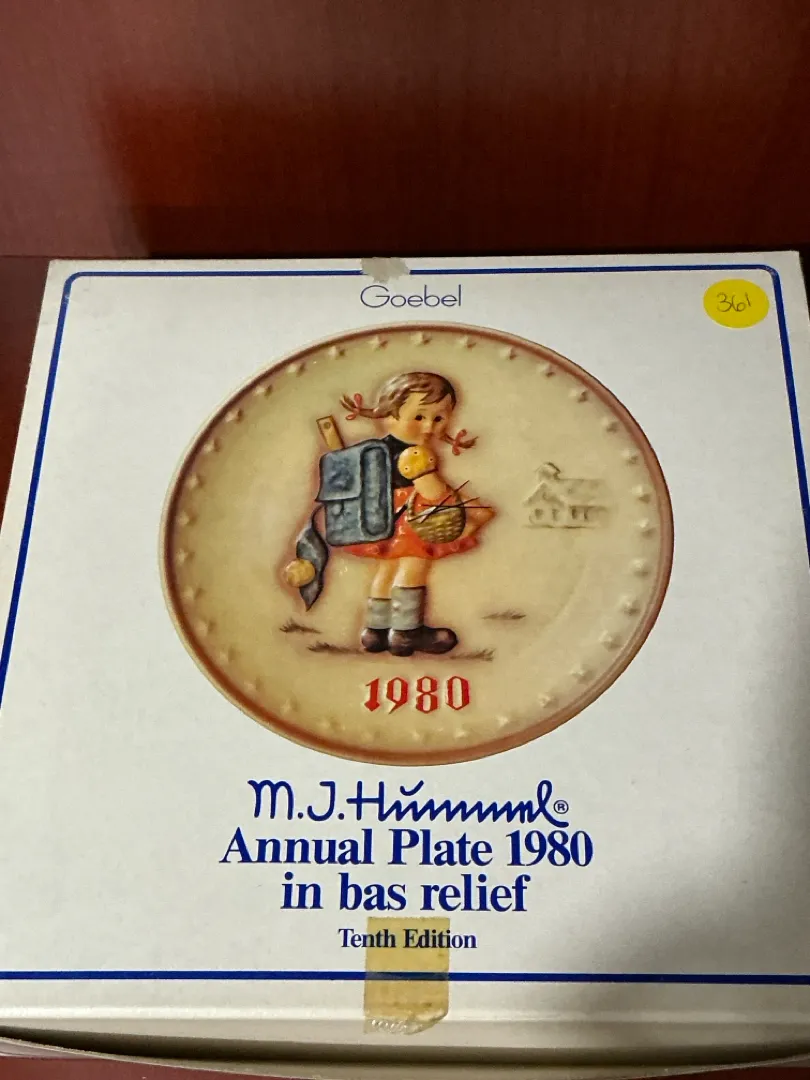 Goebel
361
1980
M.J.Hummel®
Annual Plate 1980
in bas relief
Tenth Edition